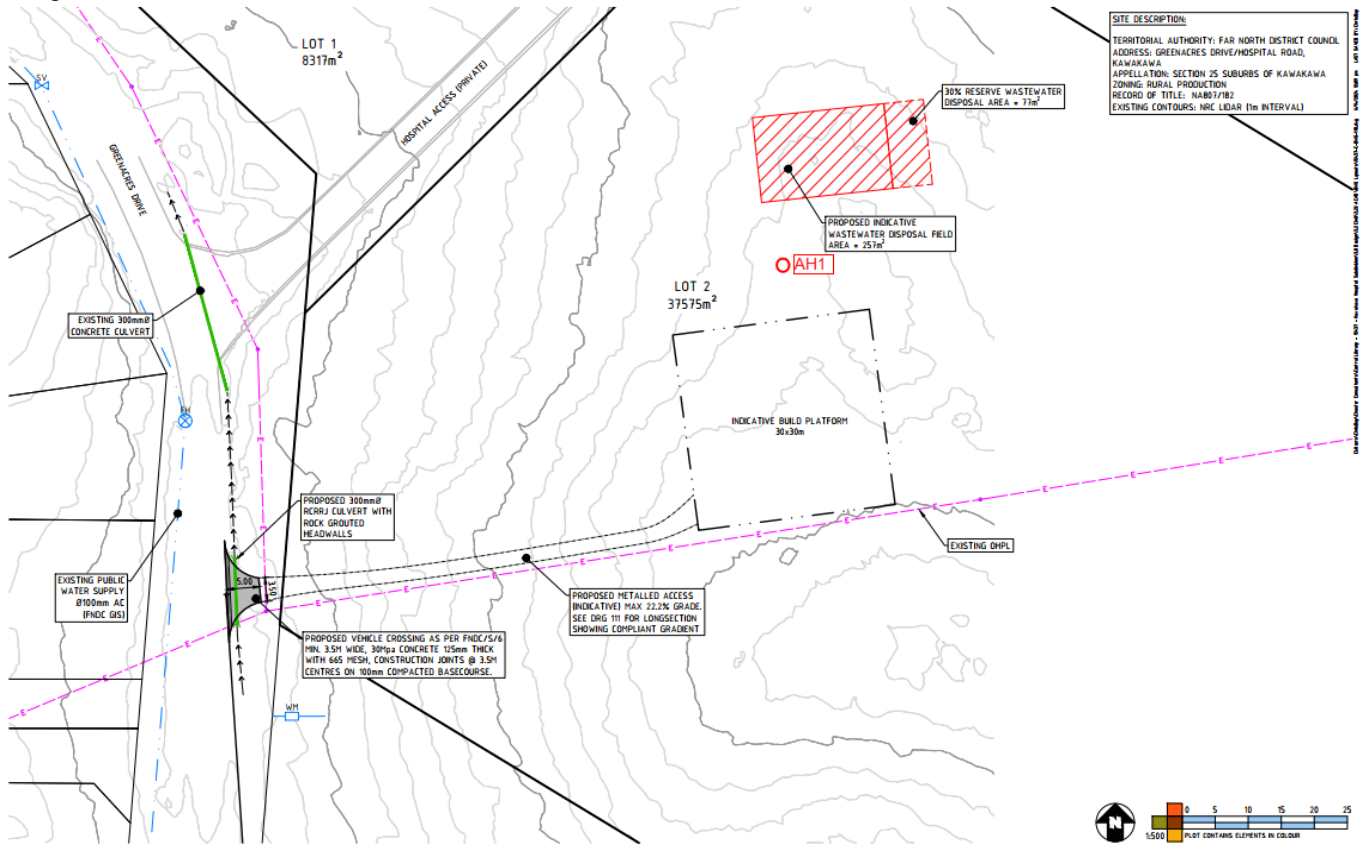 SITE DESCRIPTION:
TERRITORIAL AUTHORITY: FAR NORTH DISTRICT COUNCIL
ADDRESS: GREENACRES DRIVE/HOSPITAL ROAD,
KAWAKAWA
APPELLATION: SECTION 25 SUBURBS OF KAWAKAWA
ZONING: RURAL PRODUCTION
RECORD OF TITLE: NA807/182
EXISTING CONTOURS: NRC LIDAR (1m INTERVAL)
LOT 1
8317m²
HOSPITAL ACCESS (PRIVATE)
SV
GREENACRES DRIVE
30% RESERVE WASTEWATER
DISPOSAL AREA = 77m²
PROPOSED INDICATIVE
WASTEWATER DISPOSAL FIELD
AREA = 257m²
AH1
LOT 2
37575m²
EXISTING 300mmØ
CONCRETE CULVERT
FH
INDICATIVE BUILD PLATFORM
30x30m
PROPOSED 300mmØ
RCRRJ CULVERT WITH
ROCK GROUTED
HEADWALLS
EXISTING OHPL
EXISTING PUBLIC
WATER SUPPLY
Ø100mm AC
(FNDC GIS)
5.00
3.50
PROPOSED METALLED ACCESS
(INDICATIVE) MAX 22.2% GRADE.
SEE DRG 111 FOR LONGSECTION
SHOWING COMPLIANT GRADIENT
PROPOSED VEHICLE CROSSING AS PER FNDC/S/6
MIN. 3.5M WIDE, 30Mpa CONCRETE 125mm THICK
WITH 665 MESH, CONSTRUCTION JOINTS @ 3.5M
CENTRES ON 100mm COMPACTED BASECOURSE.
WM
E E E E E E E E E E E E E E E
N
0 5 10 15 20 25
1:500 PLOT CONTAINS ELEMENTS IN COLOUR